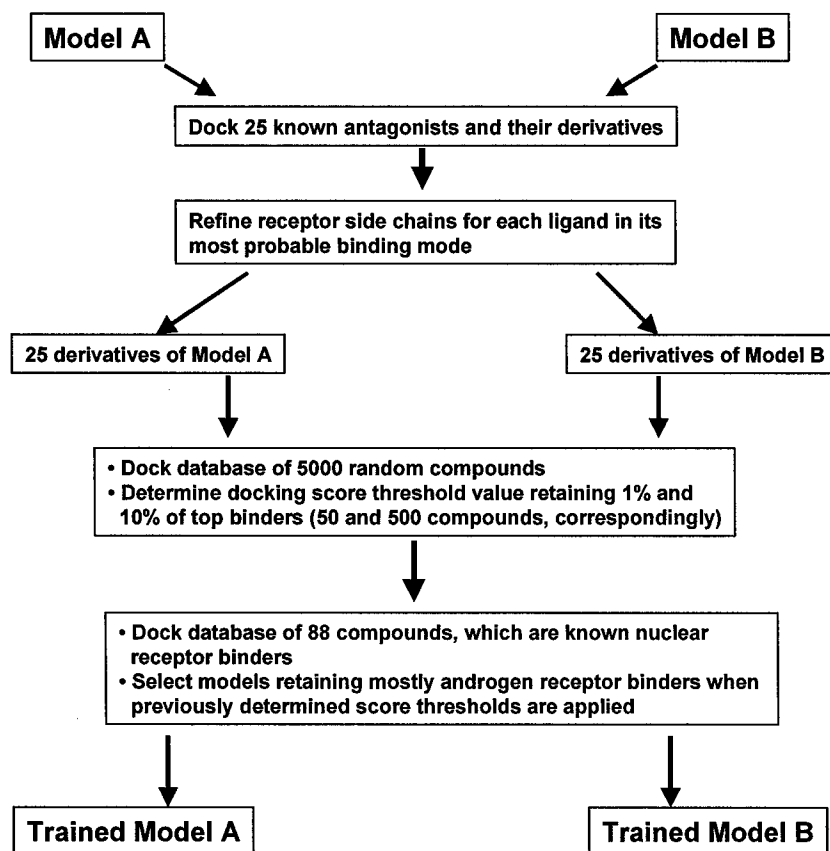 Model A
Model B
Dock 25 known antagonists and their derivatives
Refine receptor side chains for each ligand in its
most probable binding mode
25 derivatives of Model A
25 derivatives of Model B
• Dock database of 5000 random compounds
• Determine docking score threshold value retaining 1% and
10% of top binders (50 and 500 compounds, correspondingly)
• Dock database of 88 compounds, which are known nuclear
receptor binders
• Select models retaining mostly androgen receptor binders when
previously determined score thresholds are applied
Trained Model A
Trained Model B